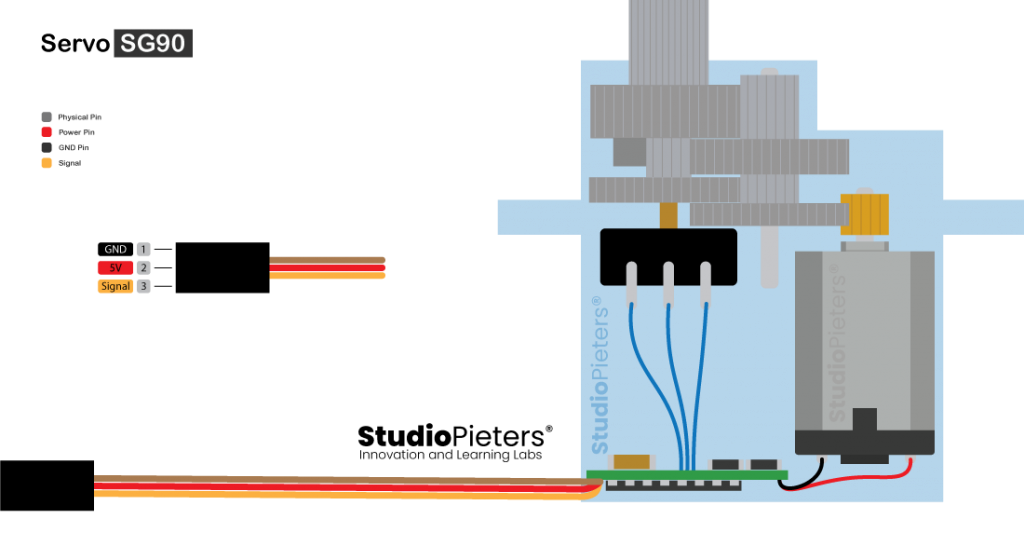 Servo SG90
Physical Pin
Power Pin
GND Pin
Signal
GND 1
5V 2
Signal 3
StudioPieters®
Innovation and Learning Labs
StudioPieters®
StudioPieters®